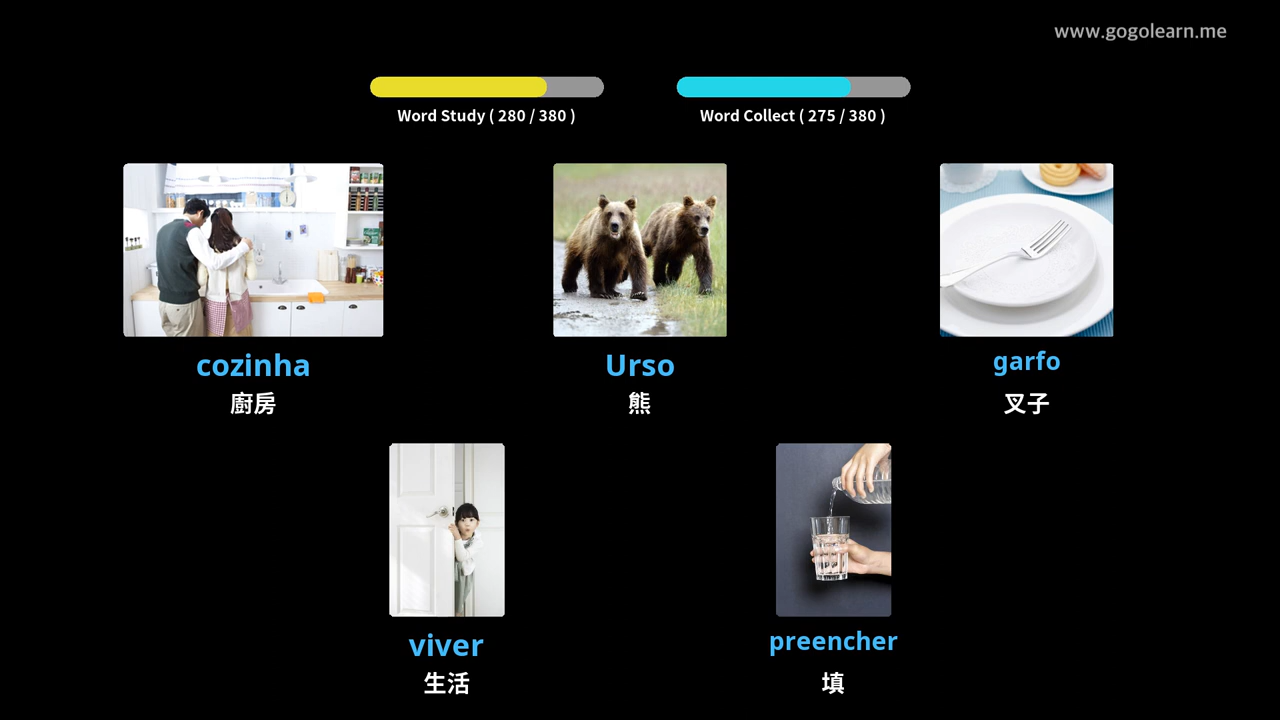 www.gogolearn.me
Word Study ( 280 / 380 )
Word Collect ( 275 / 380 )
cozinha
廚房
Urso
熊
garfo
叉子
viver
生活
preencher
填